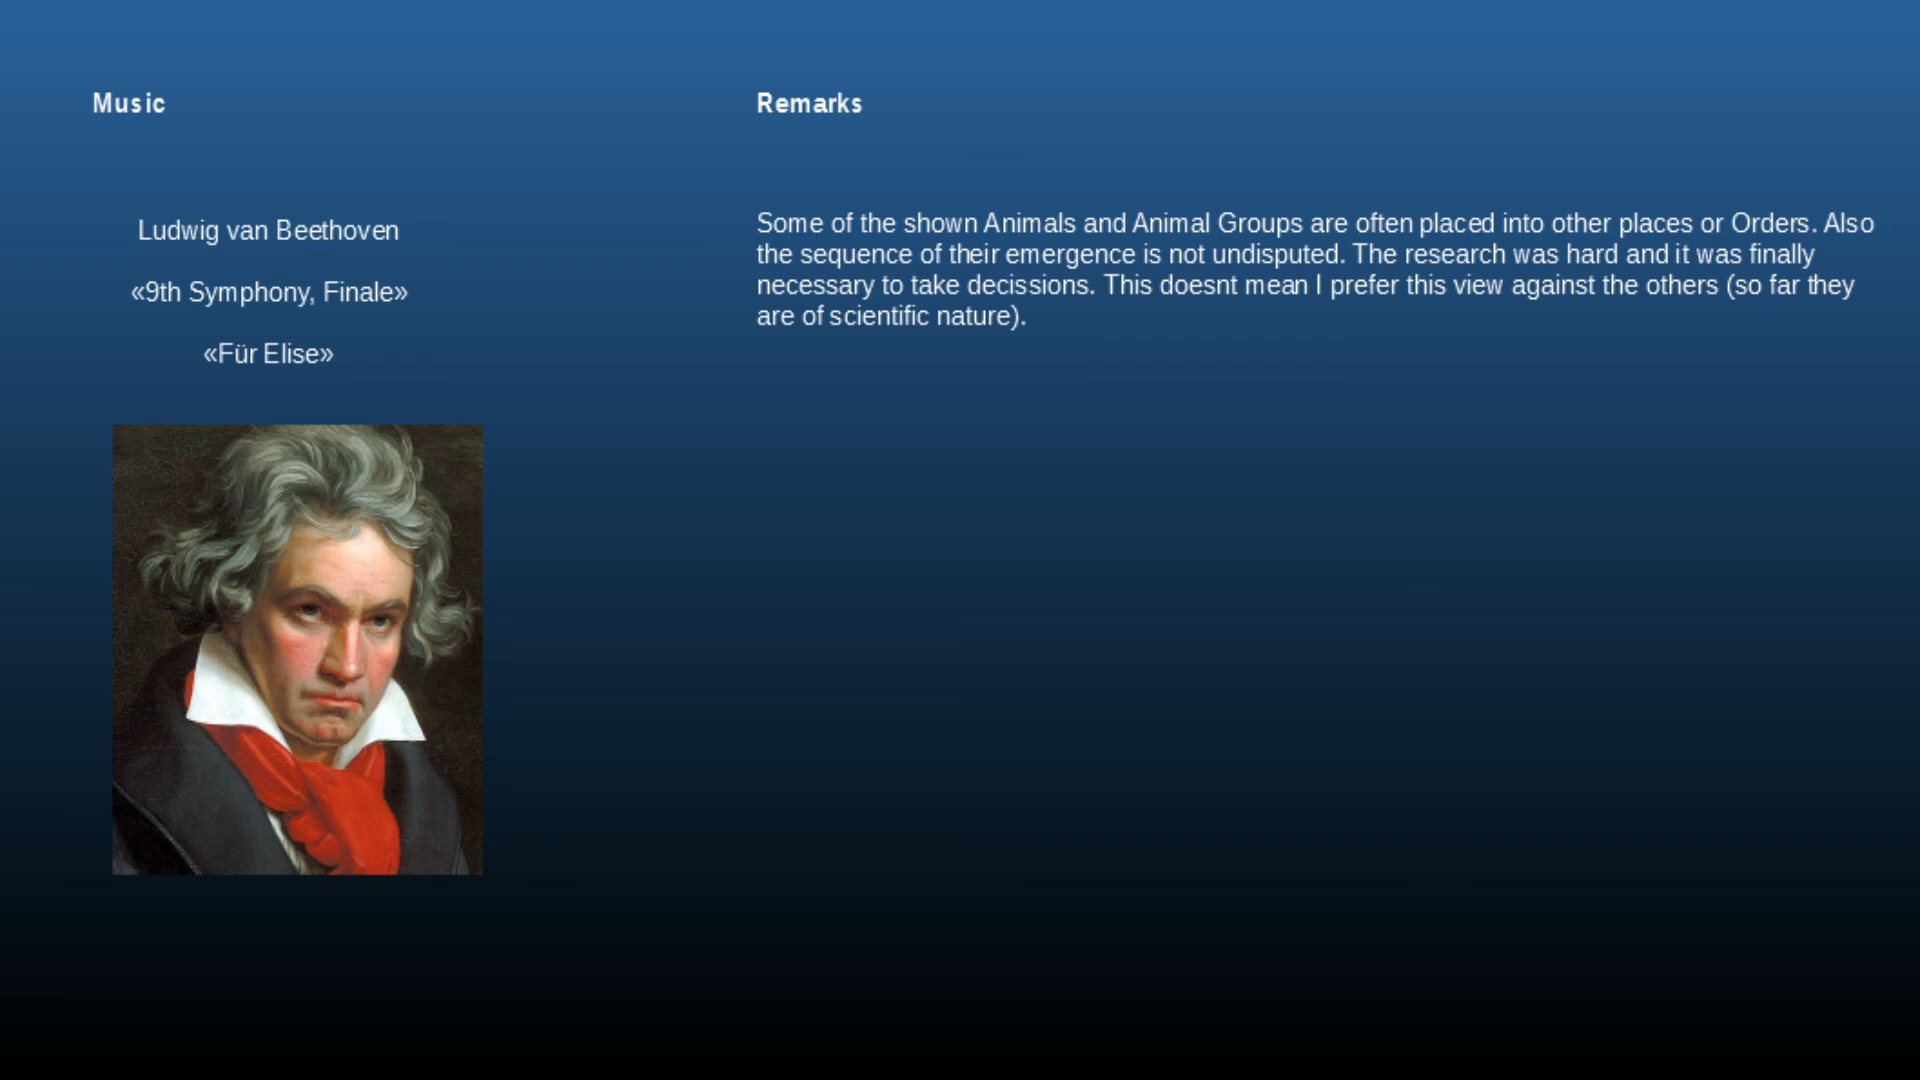 Music
Ludwig van Beethoven
«9th Symphony, Finale»
«Für Elise»
Remarks
Some of the shown Animals and Animal Groups are often placed into other places or Orders. Also
the sequence of their emergence is not undisputed. The research was hard and it was finally
necessary to take decissions. This doesnt mean I prefer this view against the others (so far they
are of scientific nature).